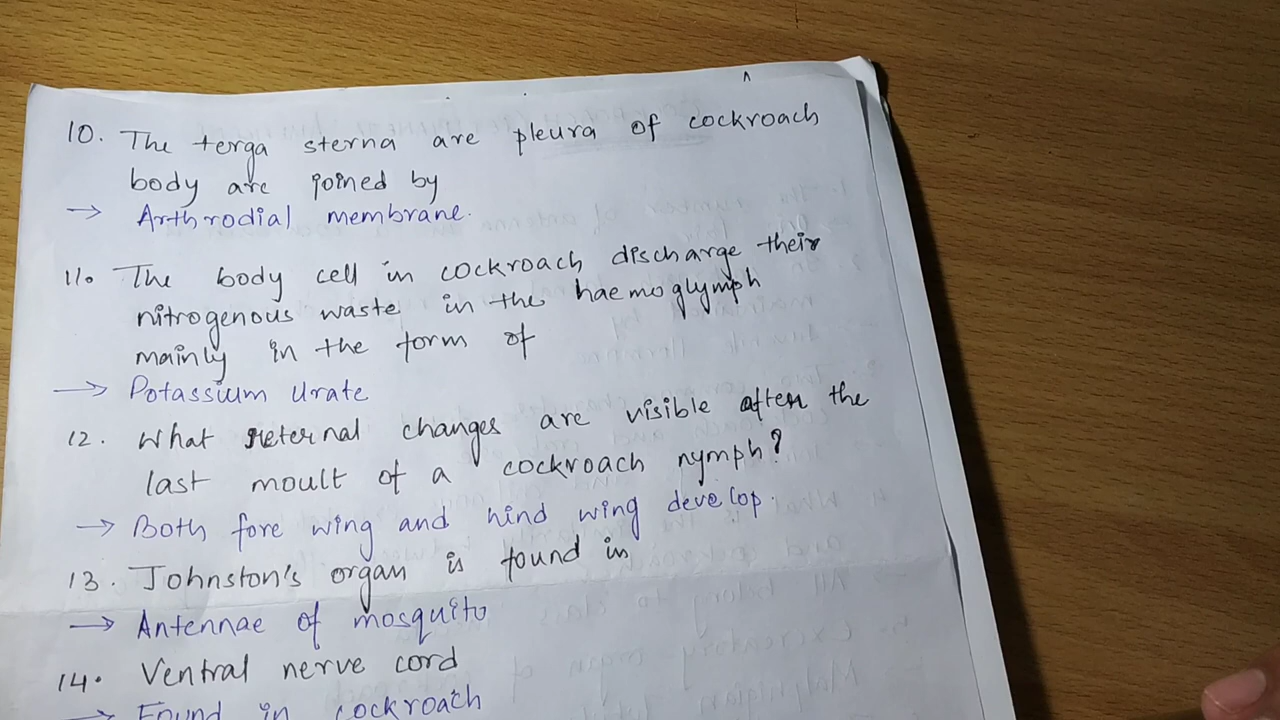 10. The terga sterna are pleura of cockroach
body are joined by
→ Arthrodial membrane.
11. The body cell in cockroach discharge their
nitrogenous waste in the haemoglymph
mainly in the form of
→ Potassium Urate
12. What external changes are visible after the
last moult of a cockroach nymph?
→ Both fore wing and hind wing develop.
13. Johnston's organ is found in
→ Antennae of mosquito
14. Ventral nerve cord
→ Found in cockroach